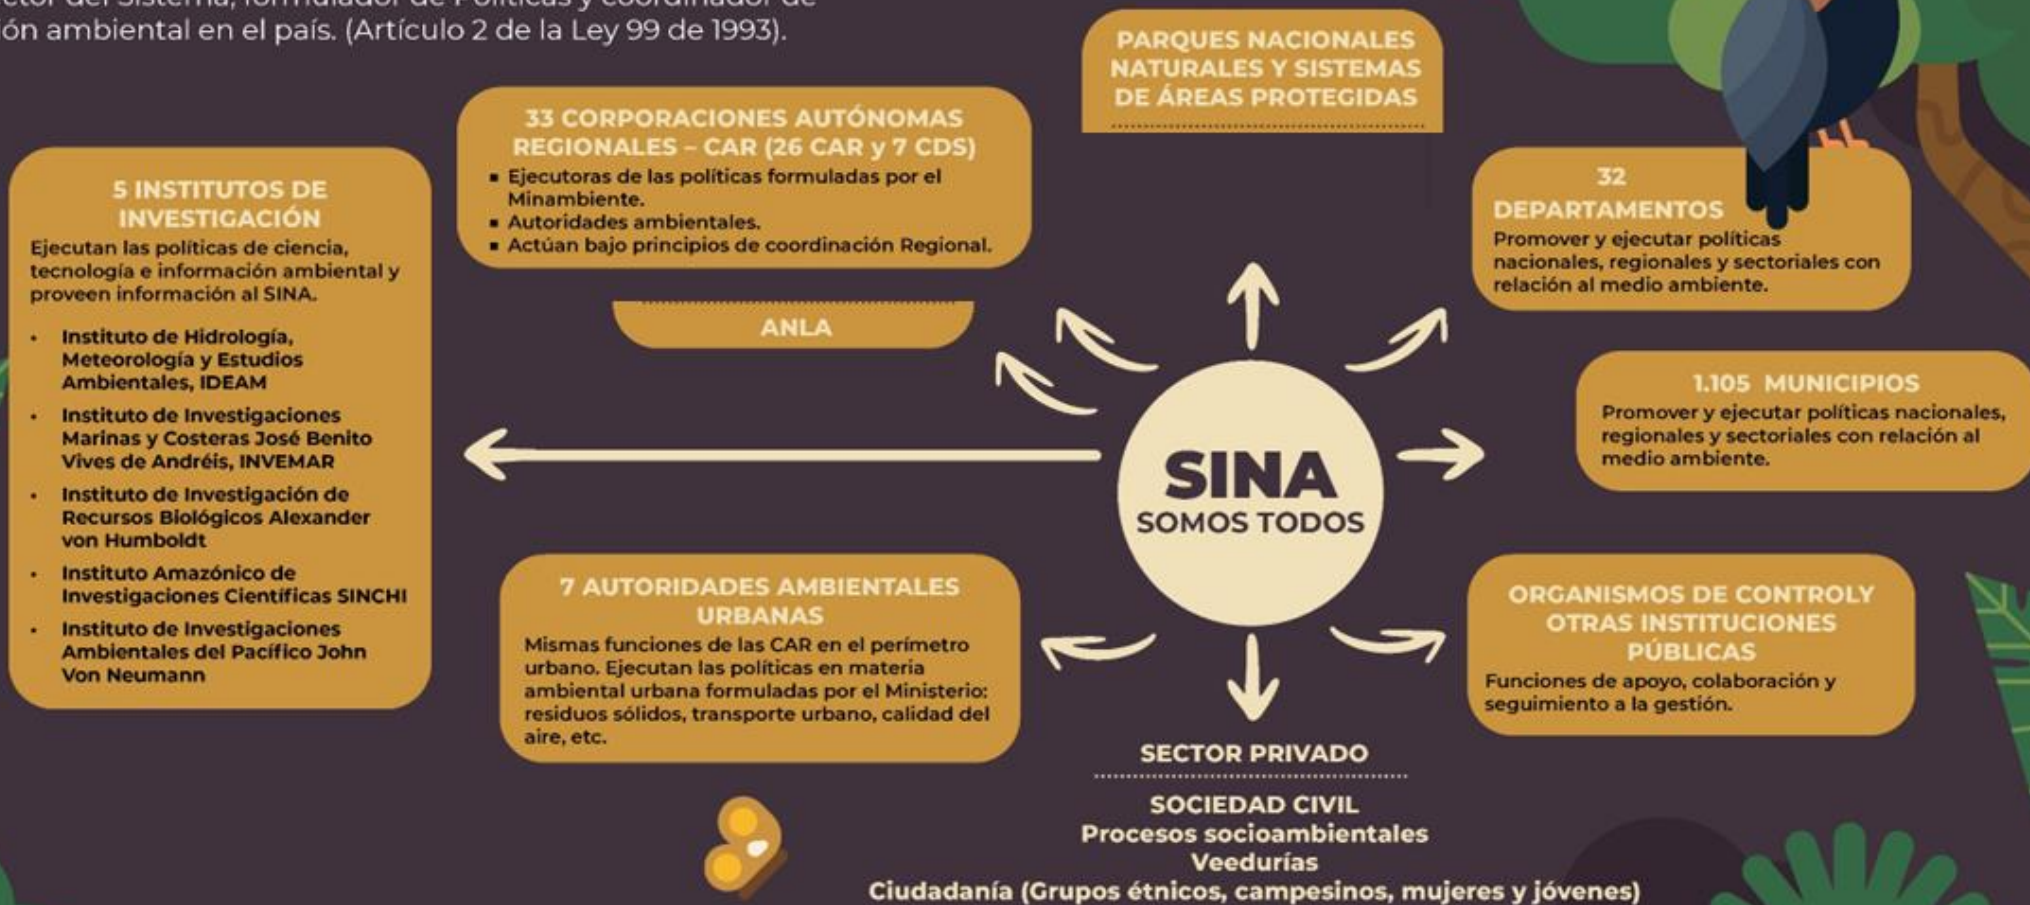 del Sistema, formulador de Políticas y coordinador de
ambiental en el país. (Artículo 2 de la Ley 99 de 1993).
PARQUES NACIONALES
NATURALES Y SISTEMAS
DE ÁREAS PROTEGIDAS
33 CORPORACIONES AUTÓNOMAS
REGIONALES – CAR (26 CAR y 7 CDS)
▪ Ejecutoras de las políticas formuladas por el
Minambiente.
▪ Autoridades ambientales.
▪ Actúan bajo principios de coordinación Regional.
ANLA
5 INSTITUTOS DE
INVESTIGACIÓN
Ejecutan las políticas de ciencia,
tecnología e información ambiental y
proveen información al SINA.
• Instituto de Hidrología,
Meteorología y Estudios
Ambientales, IDEAM
• Instituto de Investigaciones
Marinas y Costeras José Benito
Vives de Andréis, INVEMAR
• Instituto de Investigación de
Recursos Biológicos Alexander
von Humboldt
• Instituto Amazónico de
Investigaciones Científicas SINCHI
• Instituto de Investigaciones
Ambientales del Pacífico John
Von Neumann
32
DEPARTAMENTOS
Promover y ejecutar políticas
nacionales, regionales y sectoriales con
relación al medio ambiente.
1.105 MUNICIPIOS
Promover y ejecutar políticas nacionales,
regionales y sectoriales con relación al
medio ambiente.
SINA
SOMOS TODOS
7 AUTORIDADES AMBIENTALES
URBANAS
Mismas funciones de las CAR en el perímetro
urbano. Ejecutan las políticas en materia
ambiental urbana formuladas por el Ministerio:
residuos sólidos, transporte urbano, calidad del
aire, etc.
ORGANISMOS DE CONTROLY
OTRAS INSTITUCIONES
PÚBLICAS
Funciones de apoyo, colaboración y
seguimiento a la gestión.
SECTOR PRIVADO
SOCIEDAD CIVIL
Procesos socioambientales
Veedurías
Ciudadanía (Grupos étnicos, campesinos, mujeres y jóvenes)